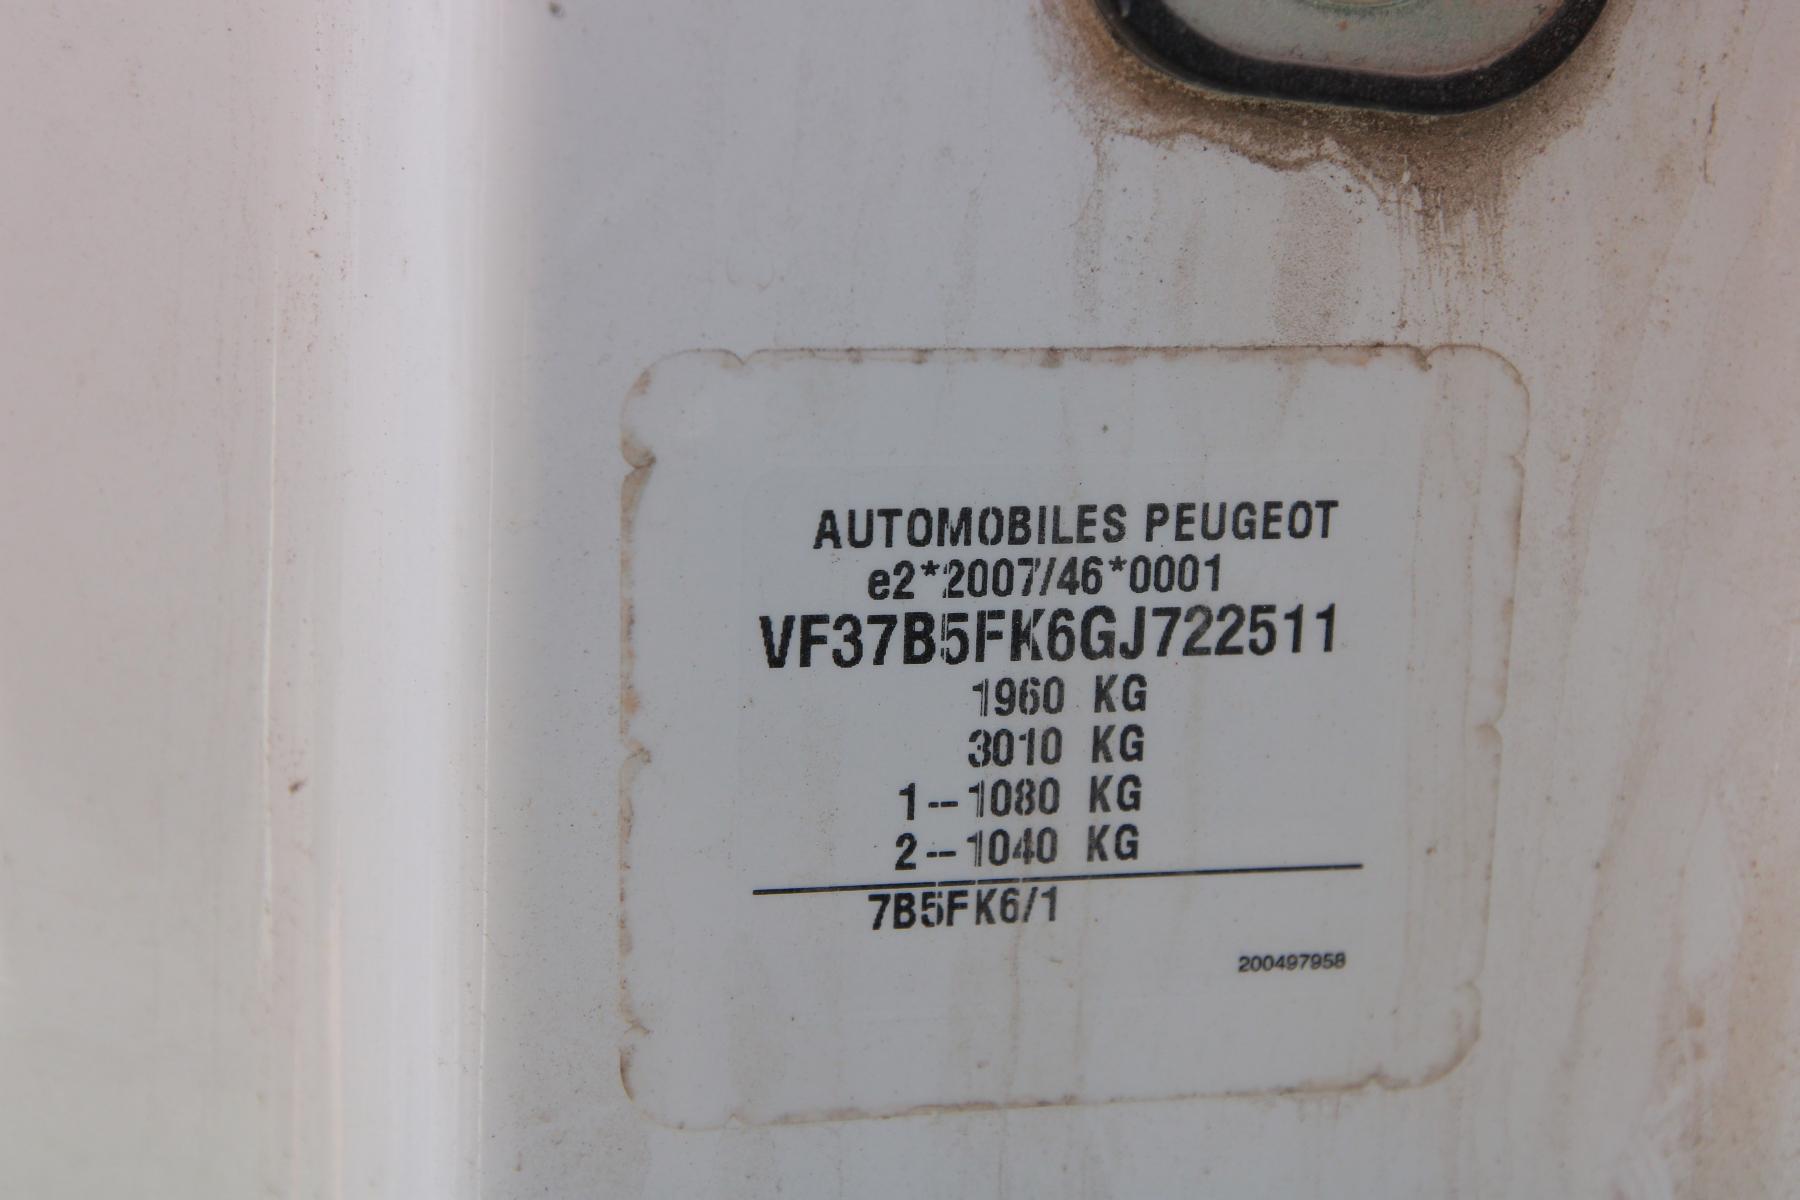 AUTOMOBILES PEUGEOT
e2*2007/46*0001
VF37B5FK6GJ722511
1960 KG
3010 KG
1--1080 KG
2--1040 KG
7B5FK6/1
200497958